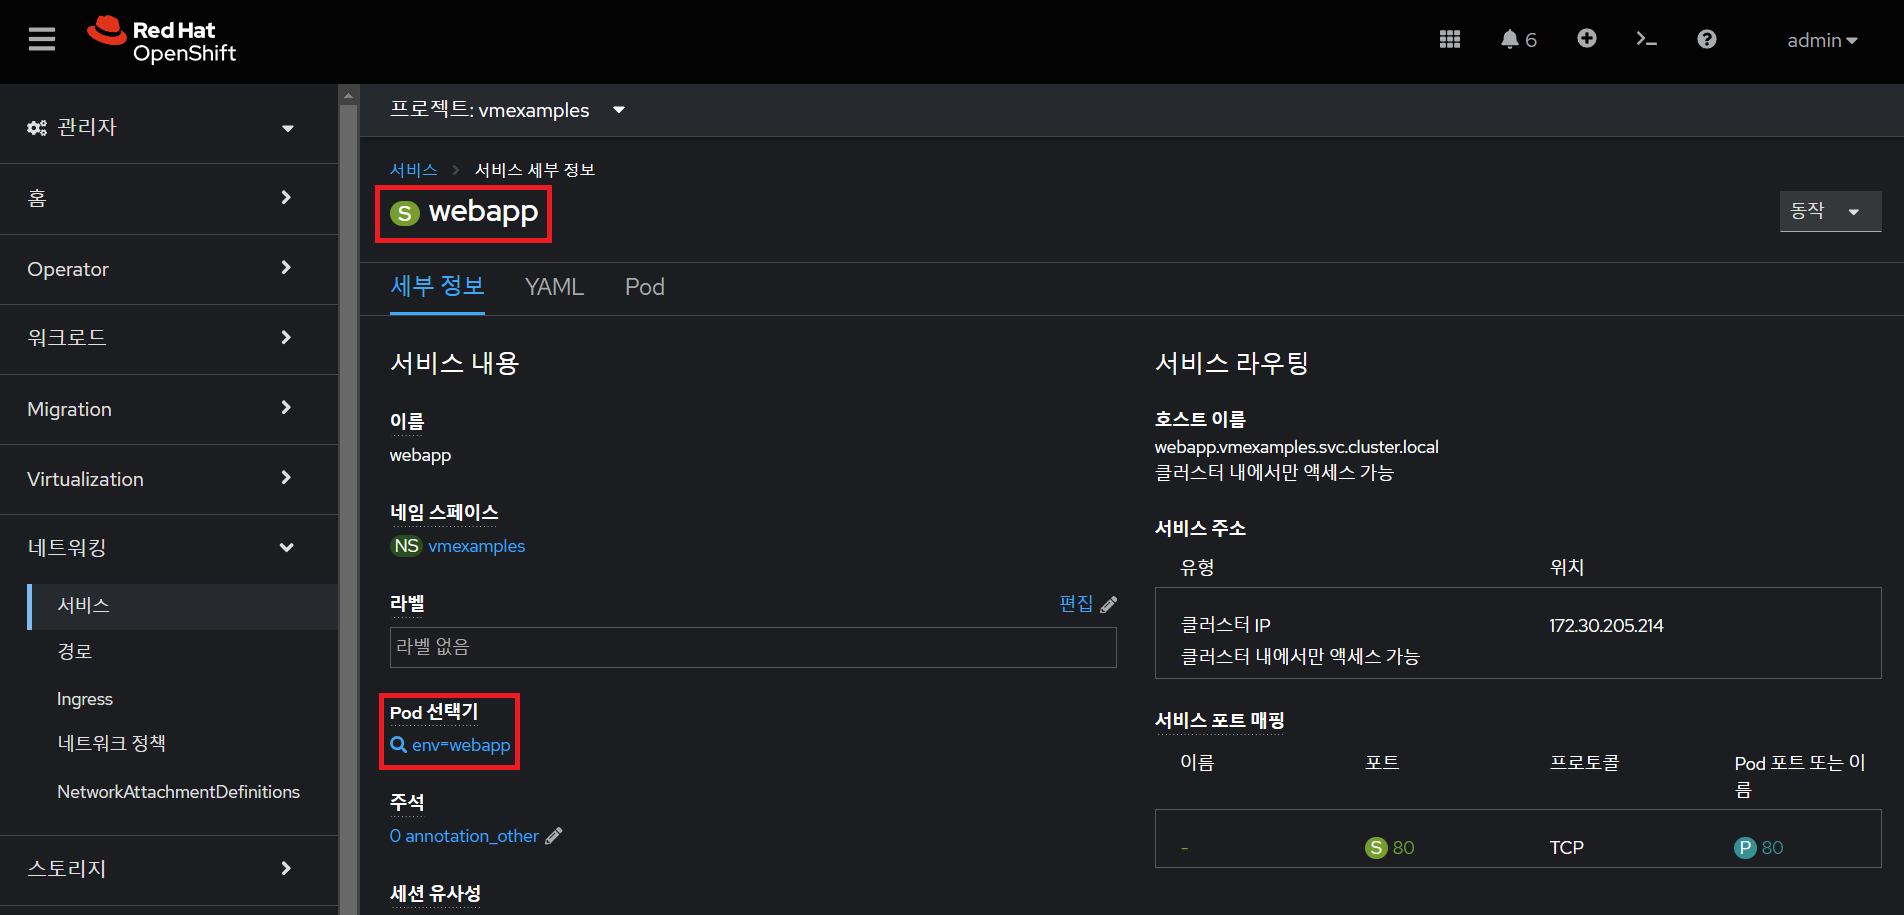 Red Hat
OpenShift
6
admin
관리자
홈
Operator
워크로드
Migration
Virtualization
네트워킹
서비스
경로
Ingress
네트워크 정책
NetworkAttachmentDefinitions
스토리지
프로젝트: vmexamples
서비스 서비스 세부 정보
S webapp
동작
세부 정보 YAML Pod
서비스 내용
이름
webapp
네임 스페이스
NS vmexamples
라벨 편집
라벨 없음
Pod 선택기
env=webapp
주석
0 annotation_other
세션 유사성
서비스 라우팅
호스트 이름
webapp.vmexamples.svc.cluster.local
클러스터 내에서만 액세스 가능
서비스 주소
유형 위치
클러스터 IP 172.30.205.214
클러스터 내에서만 액세스 가능
서비스 포트 매핑
이름 포트 프로토콜 Pod 포트 또는 이
름
- S 80 TCP P 80